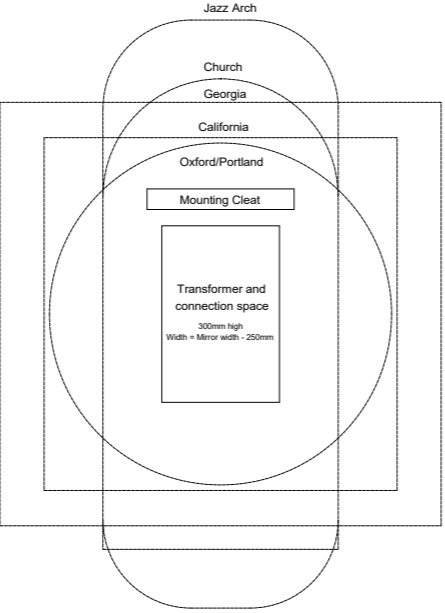 Jazz Arch
Church
Georgia
California
Oxford/Portland
Mounting Cleat
Transformer and
connection space
300mm high
Width = Mirror width - 250mm